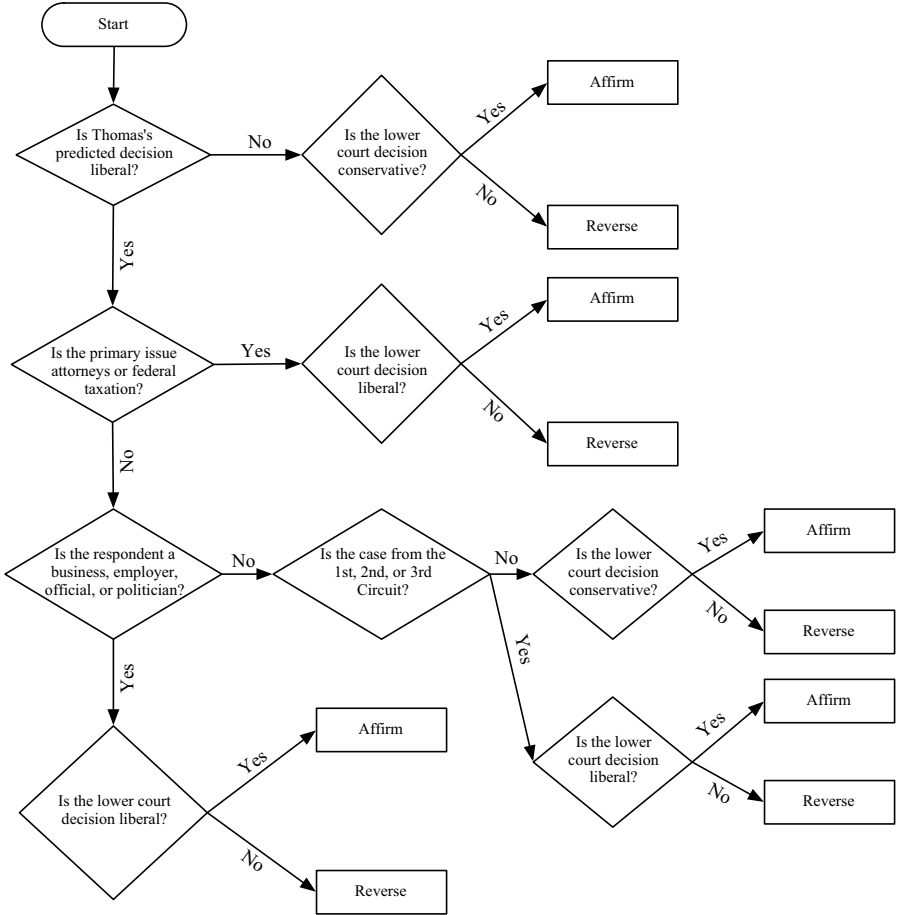 Start
Is Thomas's
predicted decision
liberal?
No
Is the lower
court decision
conservative?
Yes
Affirm
No
Reverse
Yes
Is the primary issue
attorneys or federal
taxation?
Yes
Is the lower
court decision
liberal?
Yes
Affirm
No
Reverse
No
Is the respondent a
business, employer,
official, or politician?
No
Is the case from the
1st, 2nd, or 3rd
Circuit?
No
Is the lower
court decision
conservative?
Yes
Affirm
No
Reverse
Yes
Is the lower
court decision
liberal?
Yes
Affirm
No
Reverse
Yes
Is the lower court
decision liberal?
Yes
Affirm
No
Reverse